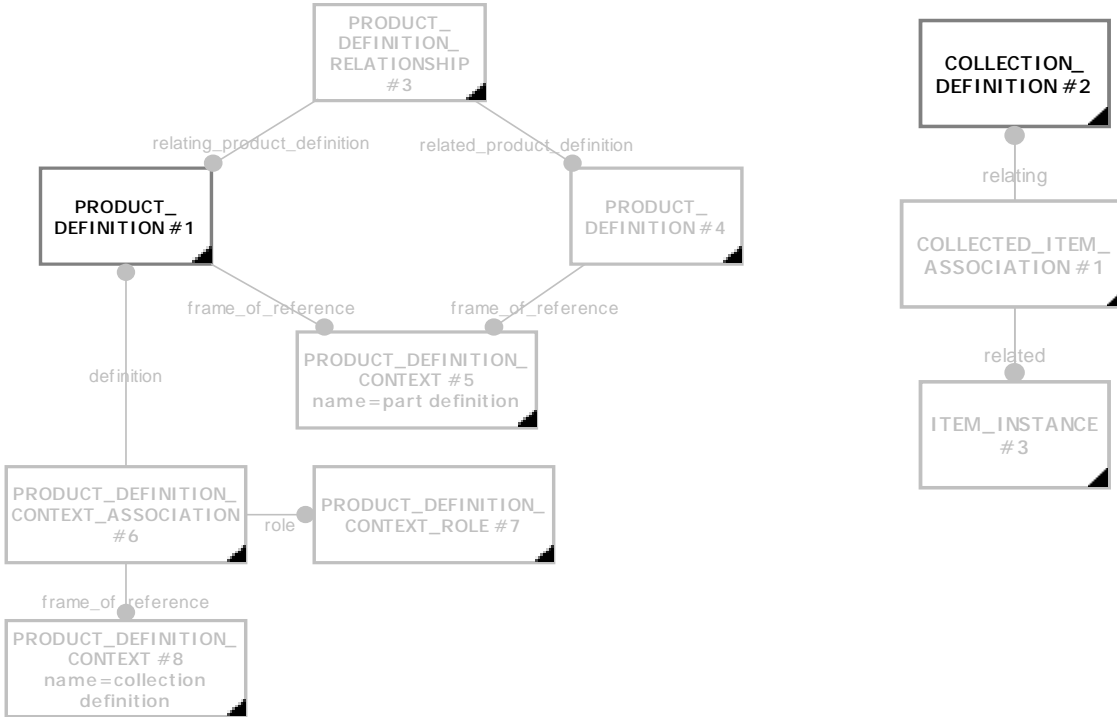 PRODUCT_
DEFINITION_
RELATIONSHIP
#3
relating_product_definition
related_product_definition
PRODUCT_
DEFINITION #1
PRODUCT_
DEFINITION #4
frame_of_reference
frame_of_reference
PRODUCT_DEFINITION_
CONTEXT #5
name=part definition
definition
PRODUCT_DEFINITION_
CONTEXT_ASSOCIATION
#6
role
PRODUCT_DEFINITION_
CONTEXT_ROLE #7
frame_of_reference
PRODUCT_DEFINITION_
CONTEXT #8
name=collection
definition
COLLECTION_
DEFINITION #2
relating
COLLECTED_ITEM_
ASSOCIATION #1
related
ITEM_INSTANCE
#3